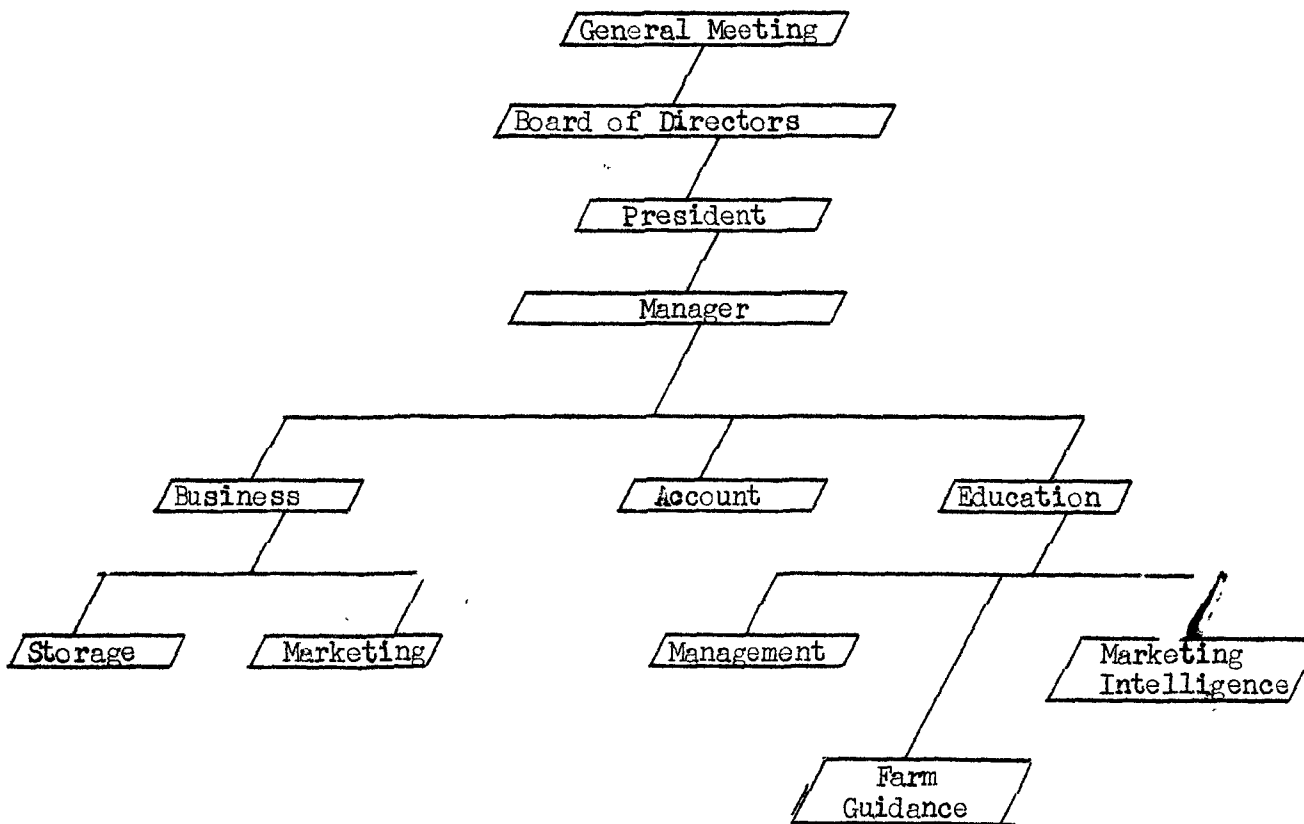 General Meeting
Board of Directors
President
Manager
Business
Account
Education
Storage
Marketing
Management
Marketing
Intelligence
Farm
Guidance